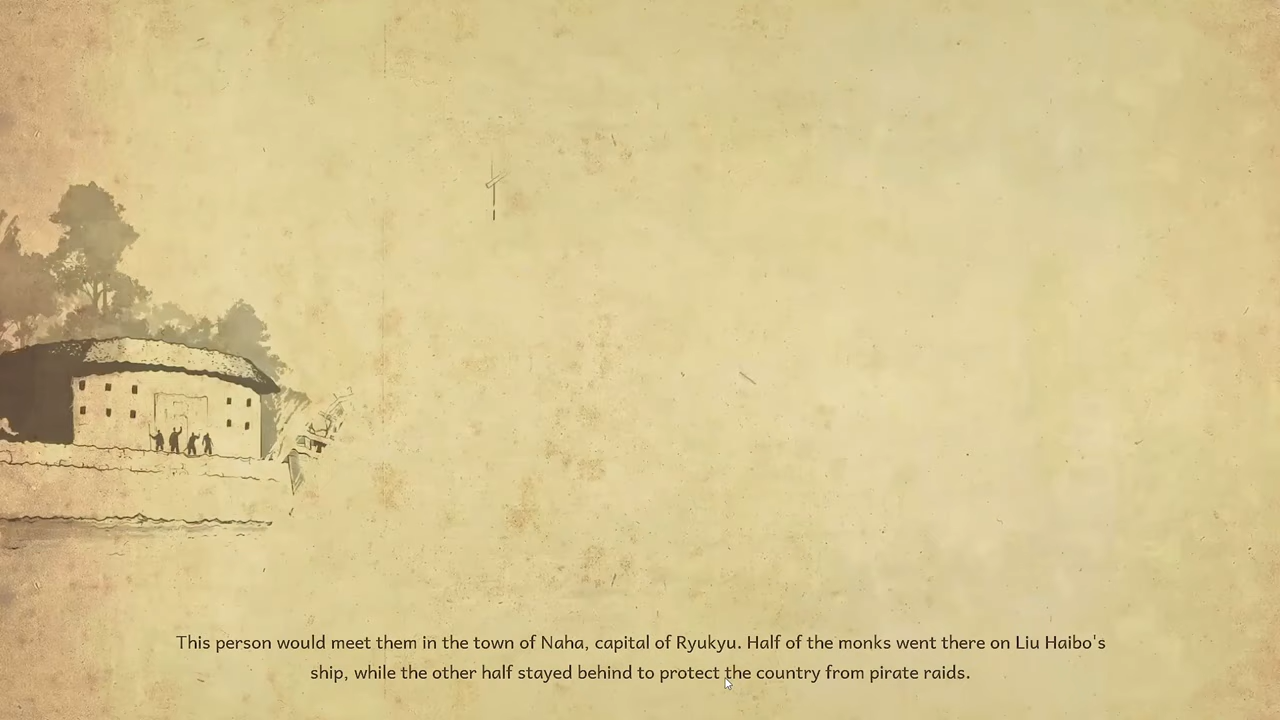 This person would meet them in the town of Naha, capital of Ryukyu. Half of the monks went there on Liu Haibo's
ship, while the other half stayed behind to protect the country from pirate raids.